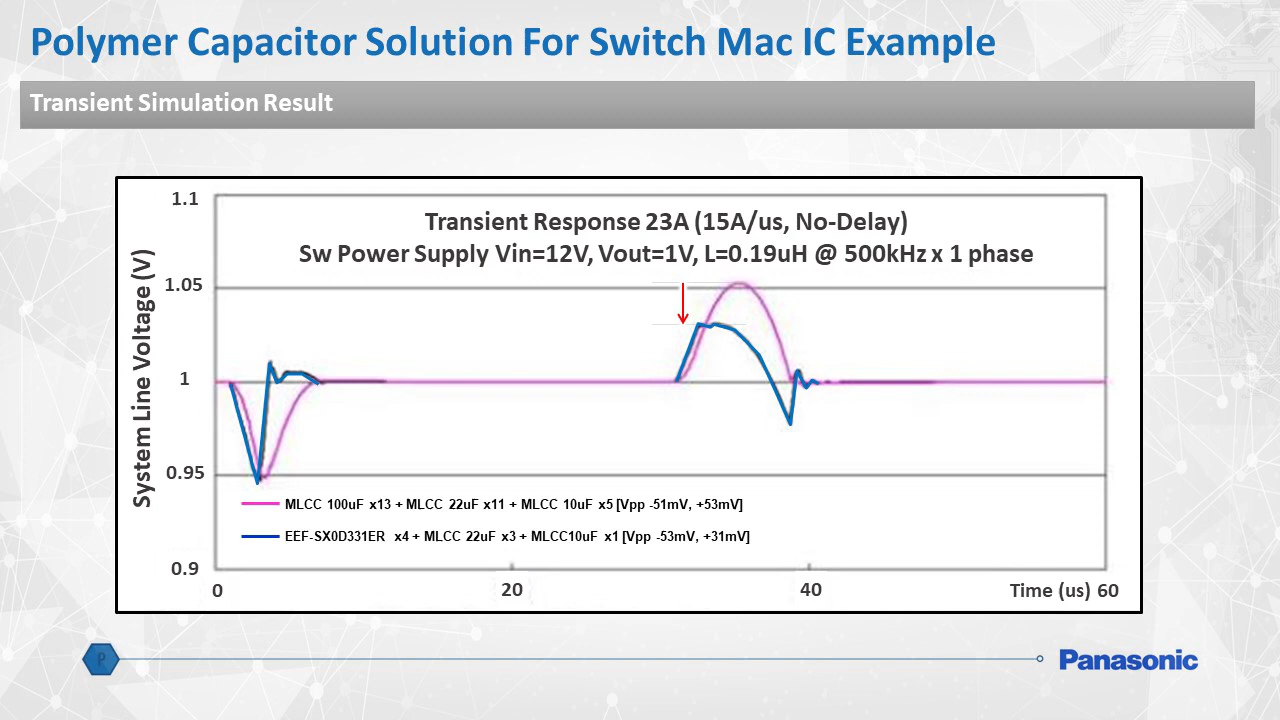 Polymer Capacitor Solution For Switch Mac IC Example
Transient Simulation Result
1.1
Transient Response 23A (15A/us, No-Delay)
Sw Power Supply Vin=12V, Vout=1V, L=0.19uH @ 500kHz x 1 phase
System Line Voltage (V)
1.05
1
0.95
MLCC 100uF x13 + MLCC 22uF x11 + MLCC 10uF x5 [Vpp -51mV, +53mV]
EEF-SX0D331ER x4 + MLCC 22uF x3 + MLCC10uF x1 [Vpp -53mV, +31mV]
0.9
0 20 40 Time (us) 60
P
Panasonic